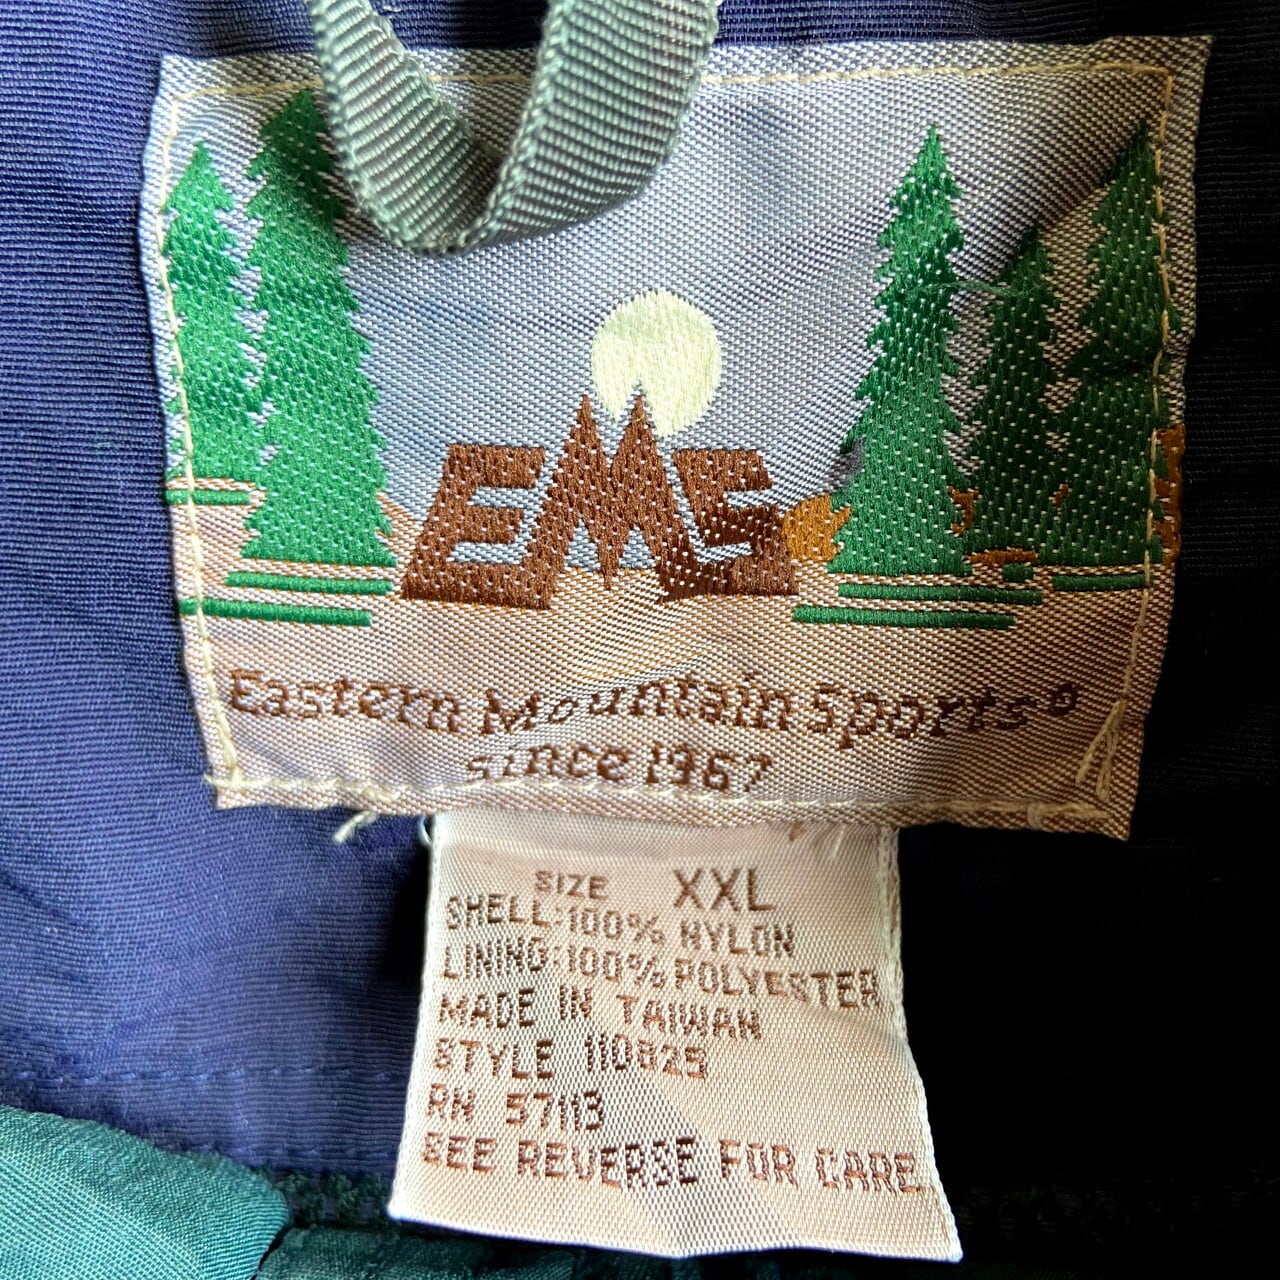 EMS
Eastern Mountain Sports®
since 1967
SIZE XXL
SHELL:100% NYLON
LINING:100% POLYESTER
MADE IN TAIWAN
STYLE 110825
RN 57113
SEE REVERSE FOR CARE